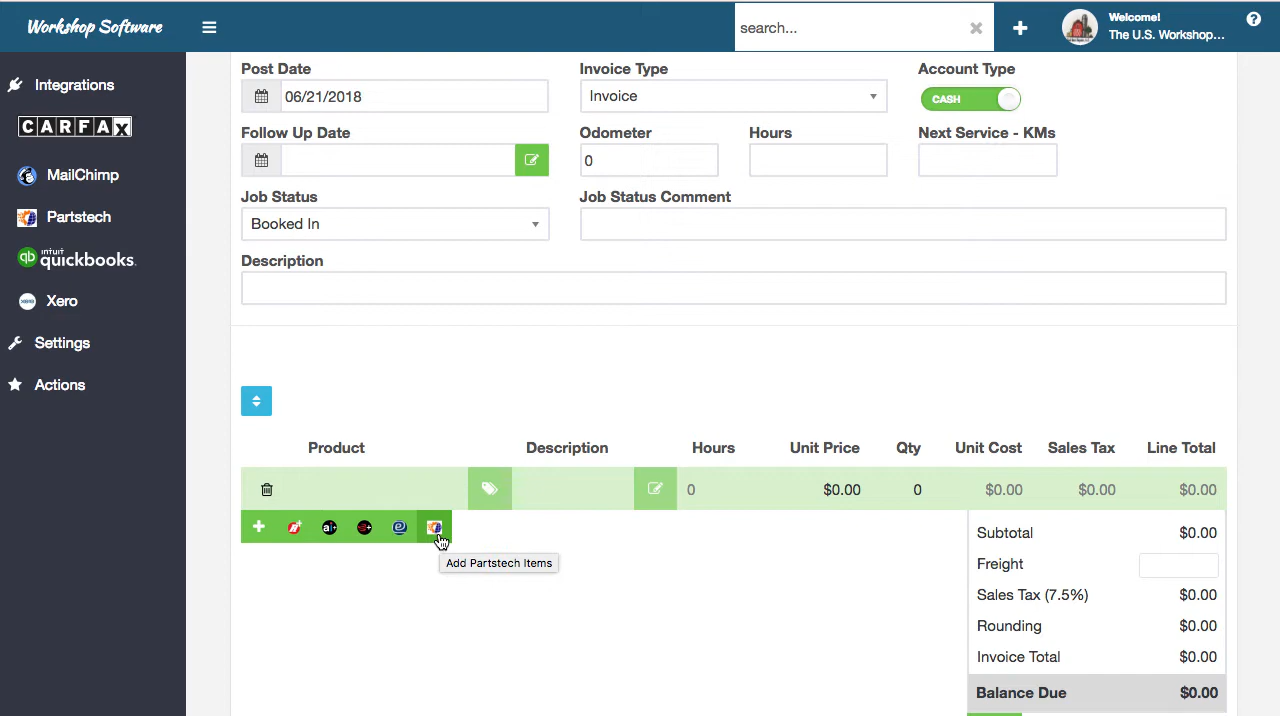 Workshop Software
search...
Welcome!
The U.S. Workshop...
Integrations
CARFAX
MailChimp
Partstech
qb intuit quickbooks.
Xero
Settings
Actions
Post Date
Invoice Type
Account Type
06/21/2018
Invoice
CASH
Follow Up Date
Odometer
Hours
Next Service - KMs
0
Job Status
Job Status Comment
Booked In
Description
Product
Description
Hours
Unit Price
Qty
Unit Cost
Sales Tax
Line Total
0
$0.00
0
$0.00
$0.00
$0.00
Add Partstech Items
Subtotal
$0.00
Freight
Sales Tax (7.5%)
$0.00
Rounding
$0.00
Invoice Total
$0.00
Balance Due
$0.00